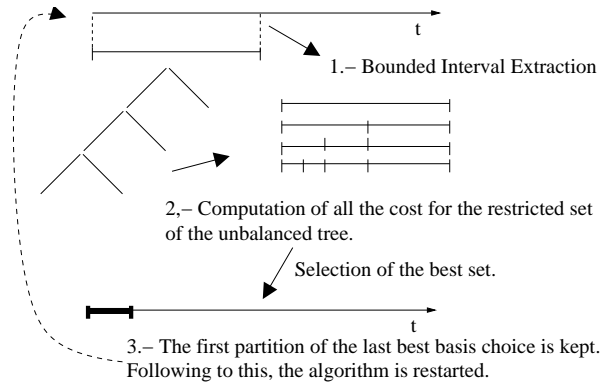 t
1.– Bounded Interval Extraction
2,– Computation of all the cost for the restricted set
of the unbalanced tree.
Selection of the best set.
t
3.– The first partition of the last best basis choice is kept.
Following to this, the algorithm is restarted.